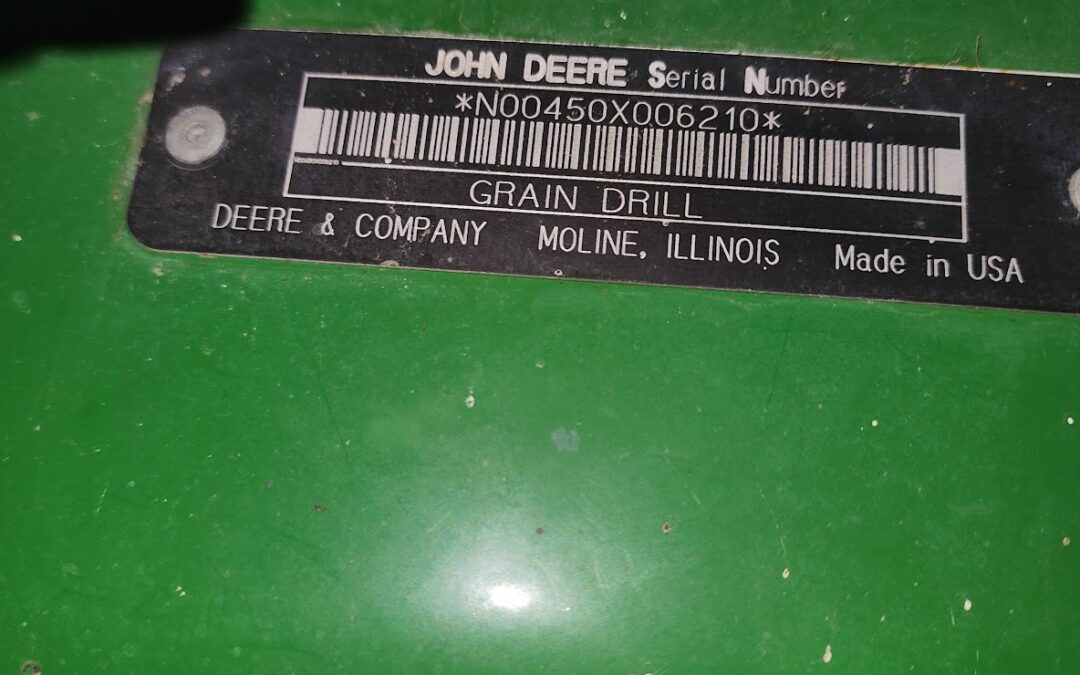 JOHN DEERE Serial Number
*N00450X006210*
GRAIN DRILL
DEERE & COMPANY MOLINE, ILLINOIS Made in USA